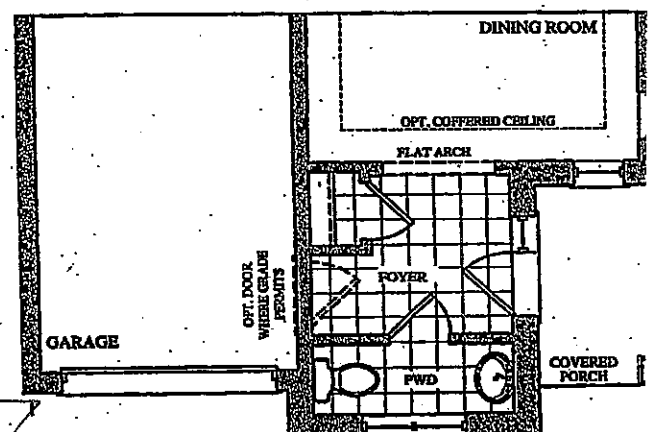 DINING ROOM
OPT. COFFERED CEILING
FLAT ARCH
OPT. DOOR
WHERE GRADE
PERMITS
FOYER
GARAGE
PWD
COVERED
PORCH